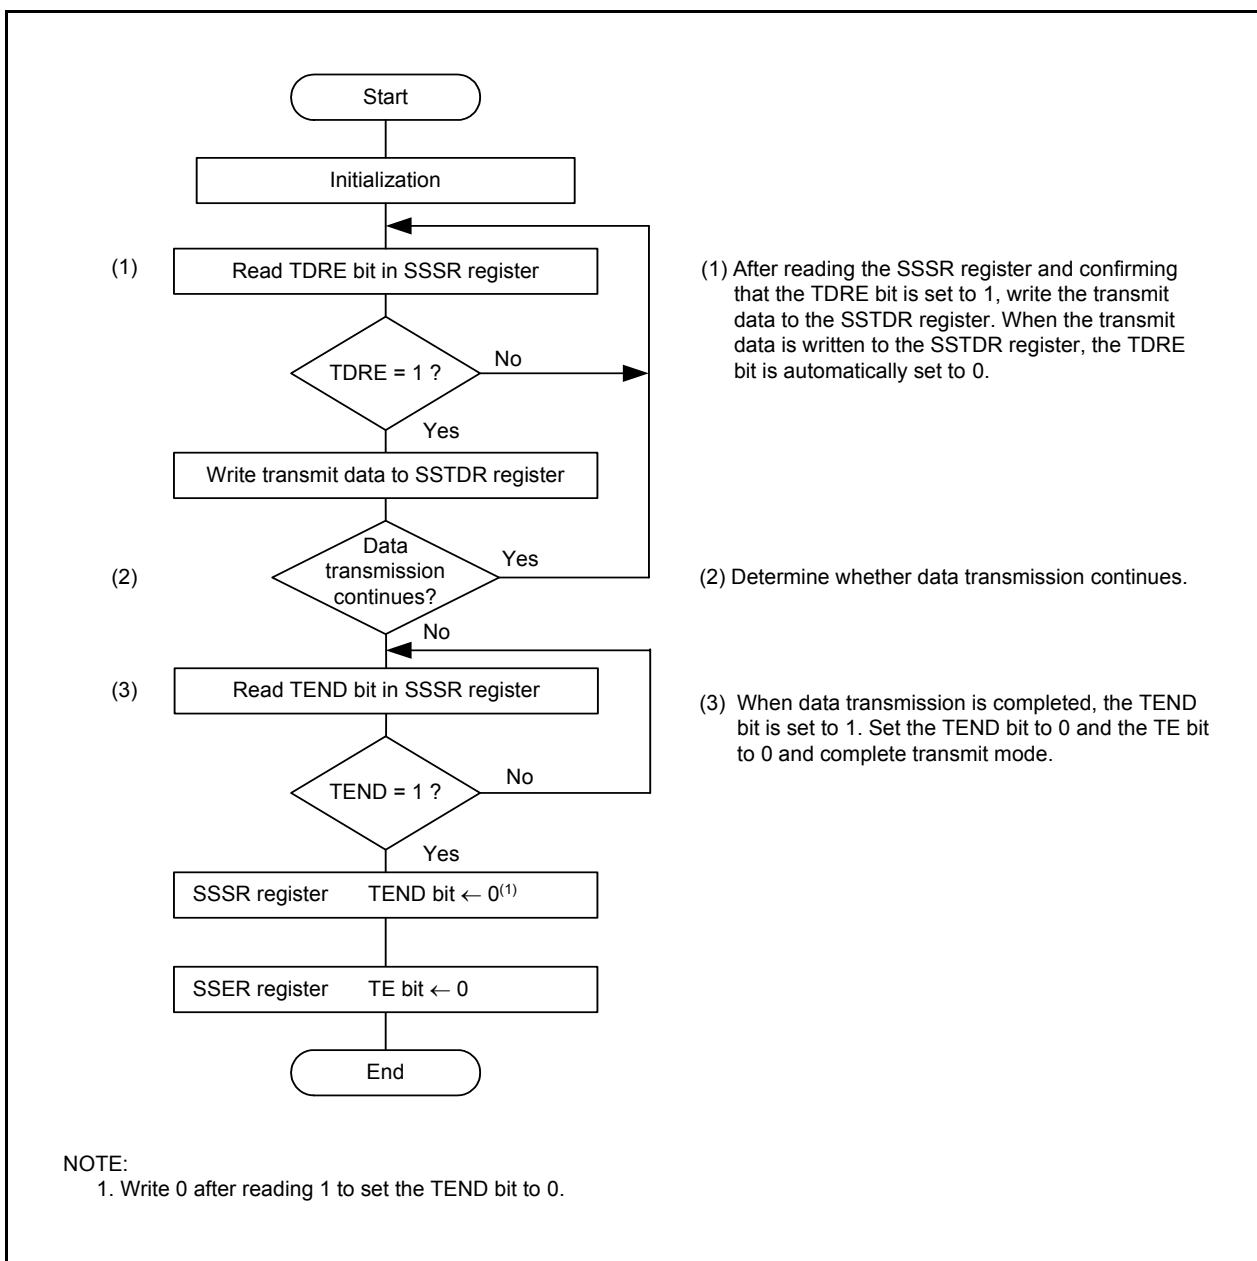 Start
Initialization
(1)
Read TDRE bit in SSSR register
(1) After reading the SSSR register and confirming
that the TDRE bit is set to 1, write the transmit
data to the SSTDR register. When the transmit
data is written to the SSTDR register, the TDRE
bit is automatically set to 0.
TDRE = 1 ?
No
Yes
Write transmit data to SSTDR register
(2)
Data
transmission
continues?
Yes
(2) Determine whether data transmission continues.
No
(3)
Read TEND bit in SSSR register
(3) When data transmission is completed, the TEND
bit is set to 1. Set the TEND bit to 0 and the TE bit
to 0 and complete transmit mode.
TEND = 1 ?
No
Yes
SSSR register TEND bit ← 0(1)
SSER register TE bit ← 0
End
NOTE:
1. Write 0 after reading 1 to set the TEND bit to 0.